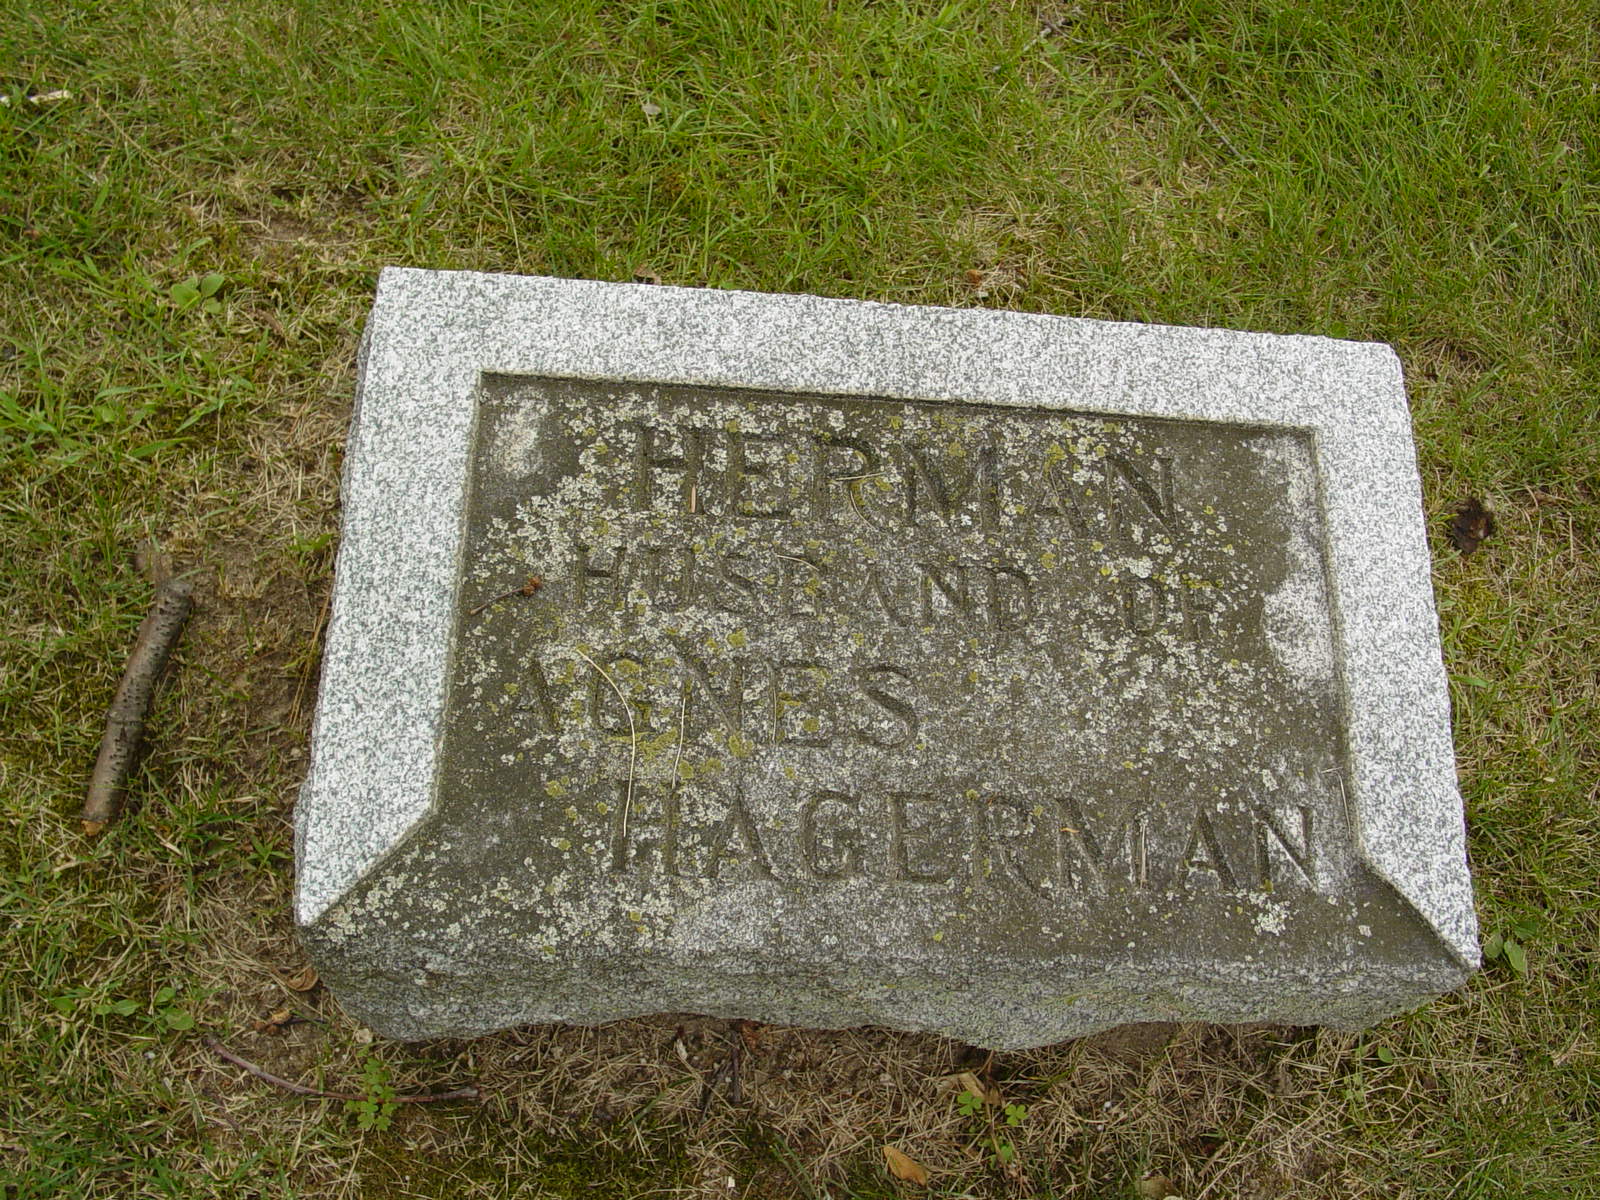 HERMAN
HUSBAND OF
AGNES
HAGERMAN